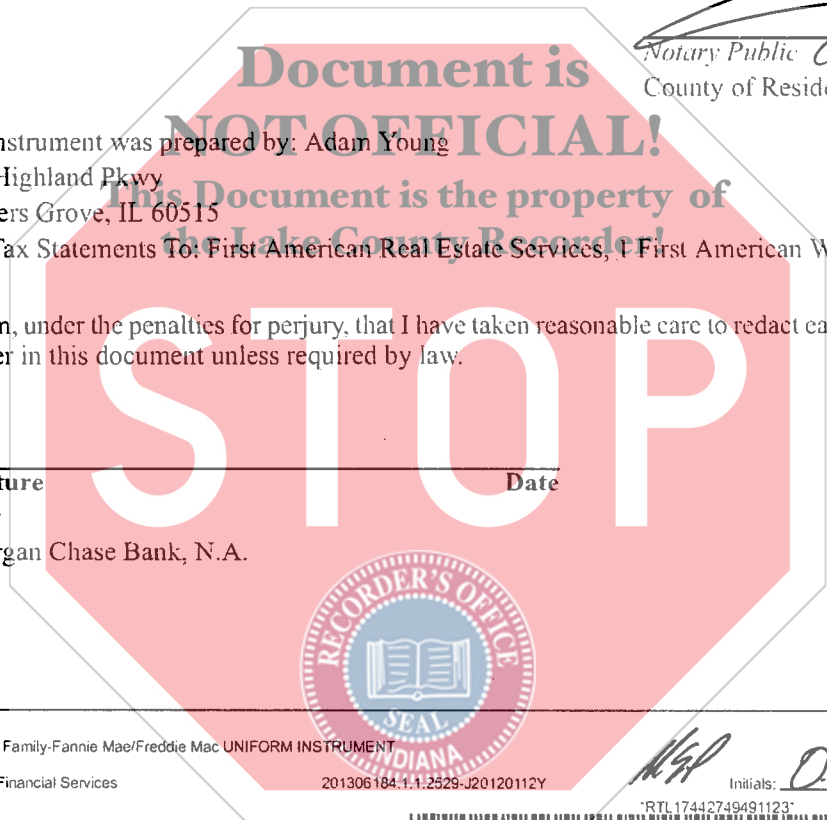 Document is
NOT OFFICIAL!
This Document is the property of
the Lake County Recorder!
STOP
Notary Public
County of Reside
nstrument was prepared by: Adam Young
Highland Pkwy
ers Grove, IL 60515
Tax Statements To: First American Real Estate Services, 1 First American W
n, under the penalties for perjury, that I have taken reasonable care to redact ea
er in this document unless required by law.
ture Date
rgan Chase Bank, N.A.
RECORDER'S OFFICE
SEAL
INDIANA
Family-Fannie Mae/Freddie Mac UNIFORM INSTRUMENT
Financial Services 201306184.1.1.2529-J20120112Y Initials:
*RTL17442749491123*